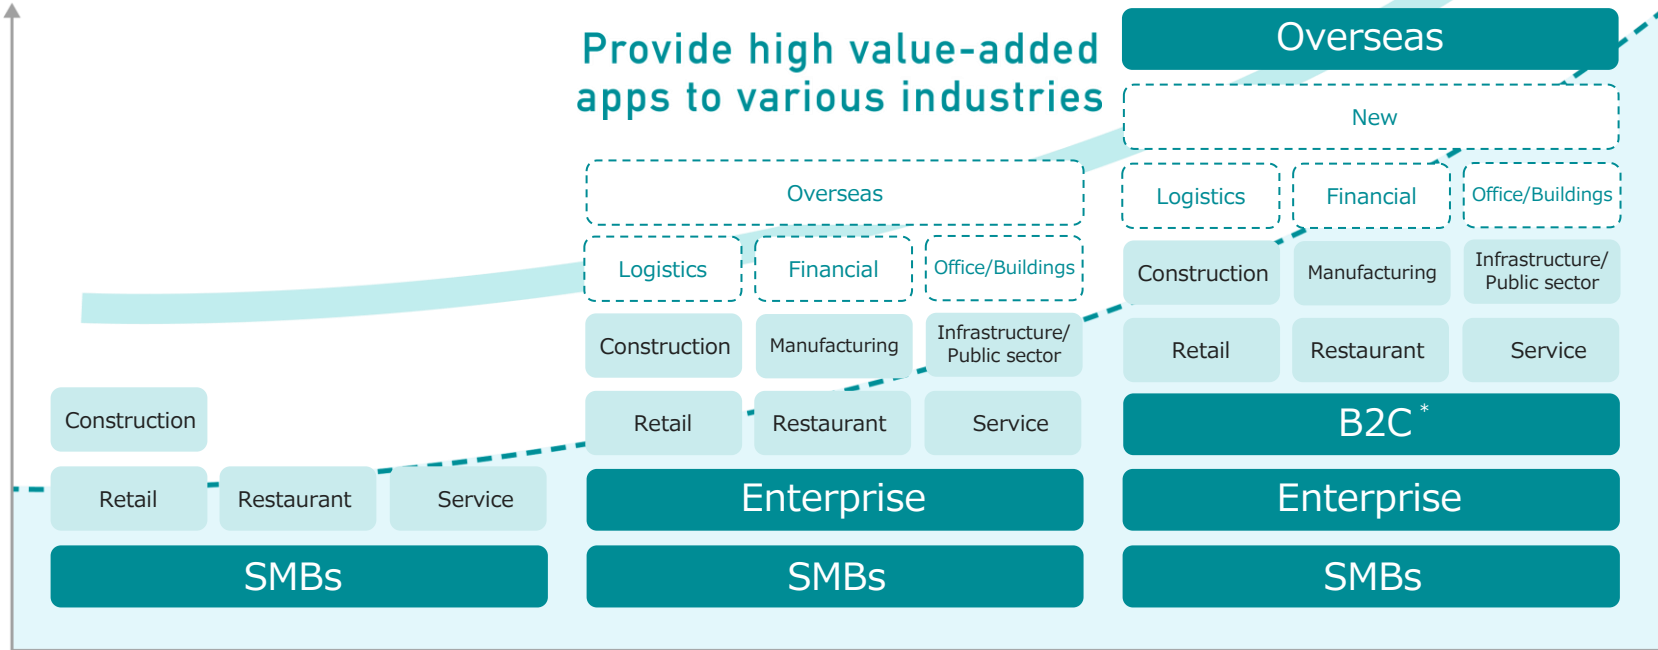 Provide high value-added
apps to various industries
Construction
Retail
Restaurant
Service
SMBs
Overseas
Logistics
Financial
Office/Buildings
Construction
Manufacturing
Infrastructure/
Public sector
Retail
Restaurant
Service
Enterprise
SMBs
Overseas
New
Logistics
Financial
Office/Buildings
Construction
Manufacturing
Infrastructure/
Public sector
Retail
Restaurant
Service
B2C *
Enterprise
SMBs